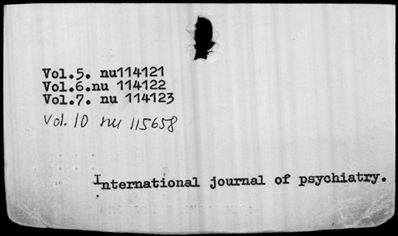 Vol.5. nu114121
Vol.6.nu 114122
Vol.7. nu 114123
Vol. 10 nu 115658
International journal of psychiatry.